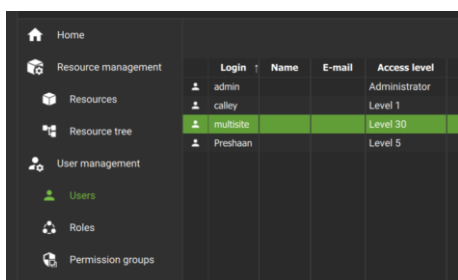 Home
Resource management
Resources
Resource tree
User management
Users
Roles
Permission groups
Login ↑ Name E-mail Access level
admin Administrator
calley Level 1
multisite Level 30
Preshaan Level 5